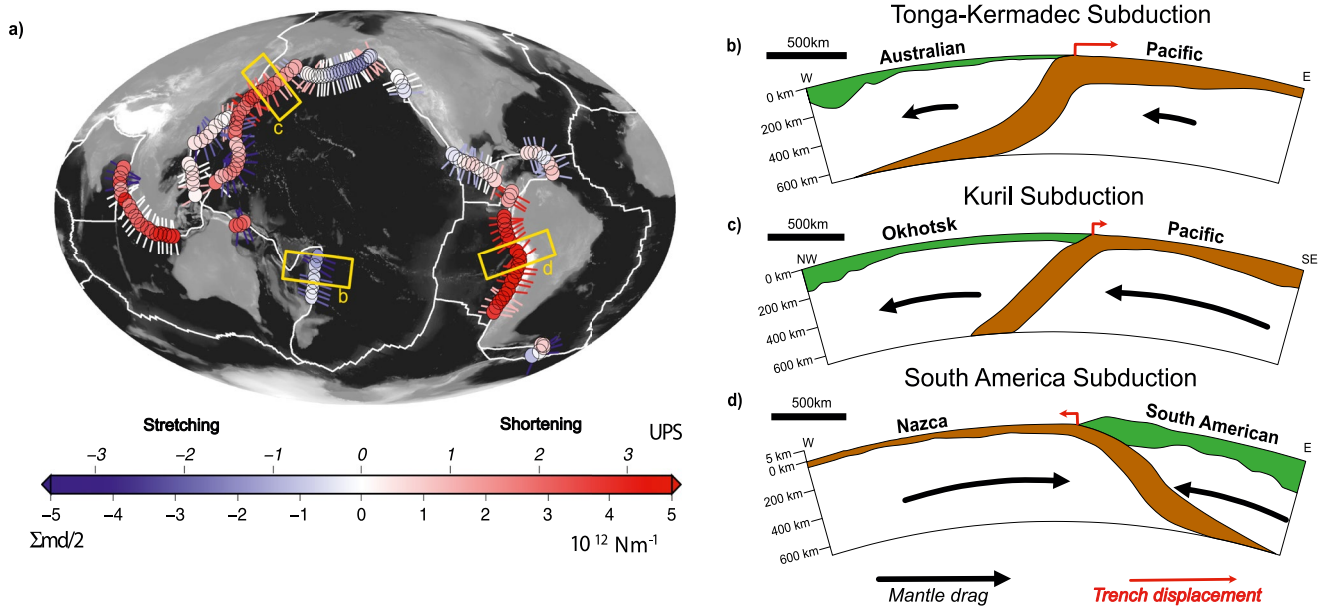 a)
c
b
d
Stretching
Shortening
UPS
−3 −2 −1 0 1 2 3
−5 −4 −3 −2 −1 0 1 2 3 4 5
Σmd/2
10 12 Nm-1
Tonga-Kermadec Subduction
b)
500km
Australian
Pacific
W
E
0 km
200 km
400 km
600 km
Kuril Subduction
c)
500km
Okhotsk
Pacific
NW
SE
0 km
200 km
400 km
600 km
South America Subduction
d)
500km
Nazca
South American
W
E
5 km
0 km
200 km
400 km
600 km
Mantle drag
Trench displacement